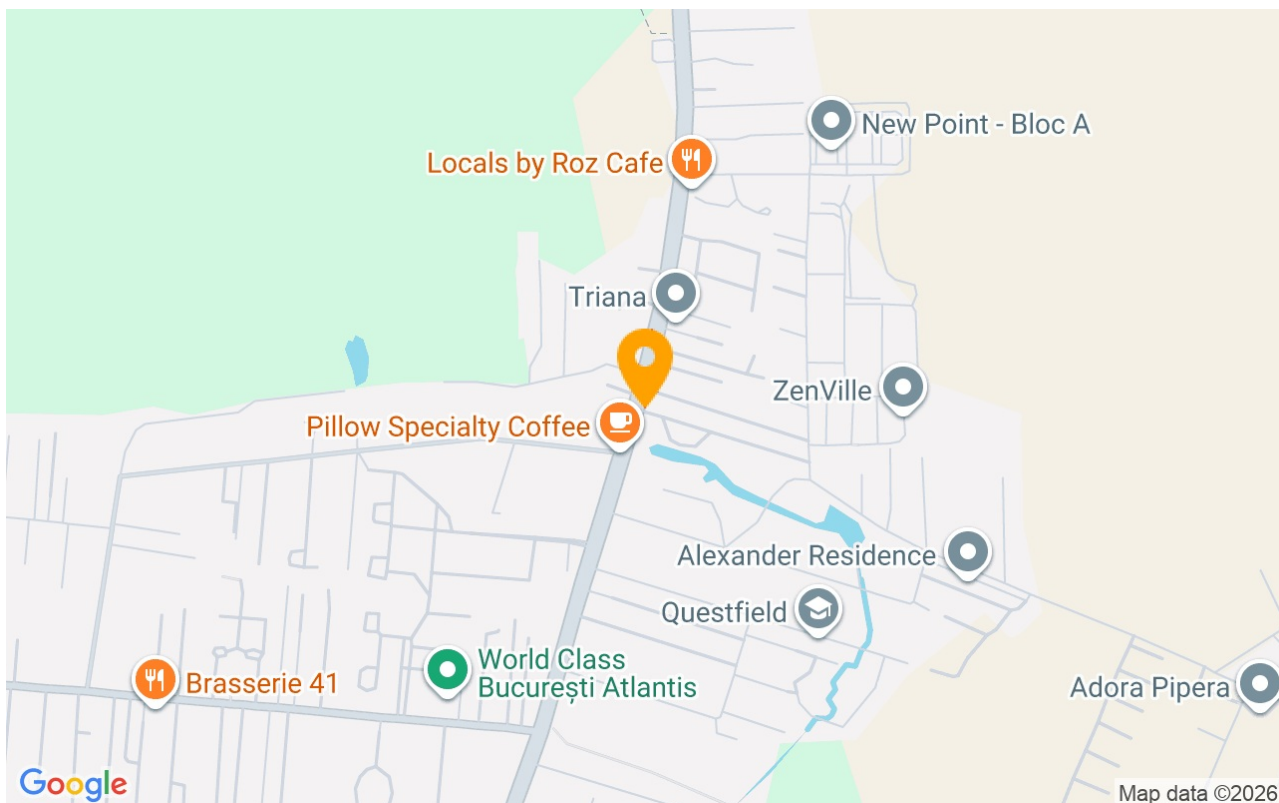 New Point - Bloc A
Locals by Roz Cafe
Triana
ZenVille
Pillow Specialty Coffee
Alexander Residence
Questfield
World Class
București Atlantis
Brasserie 41
Adora Pipera
Google
Map data ©2026